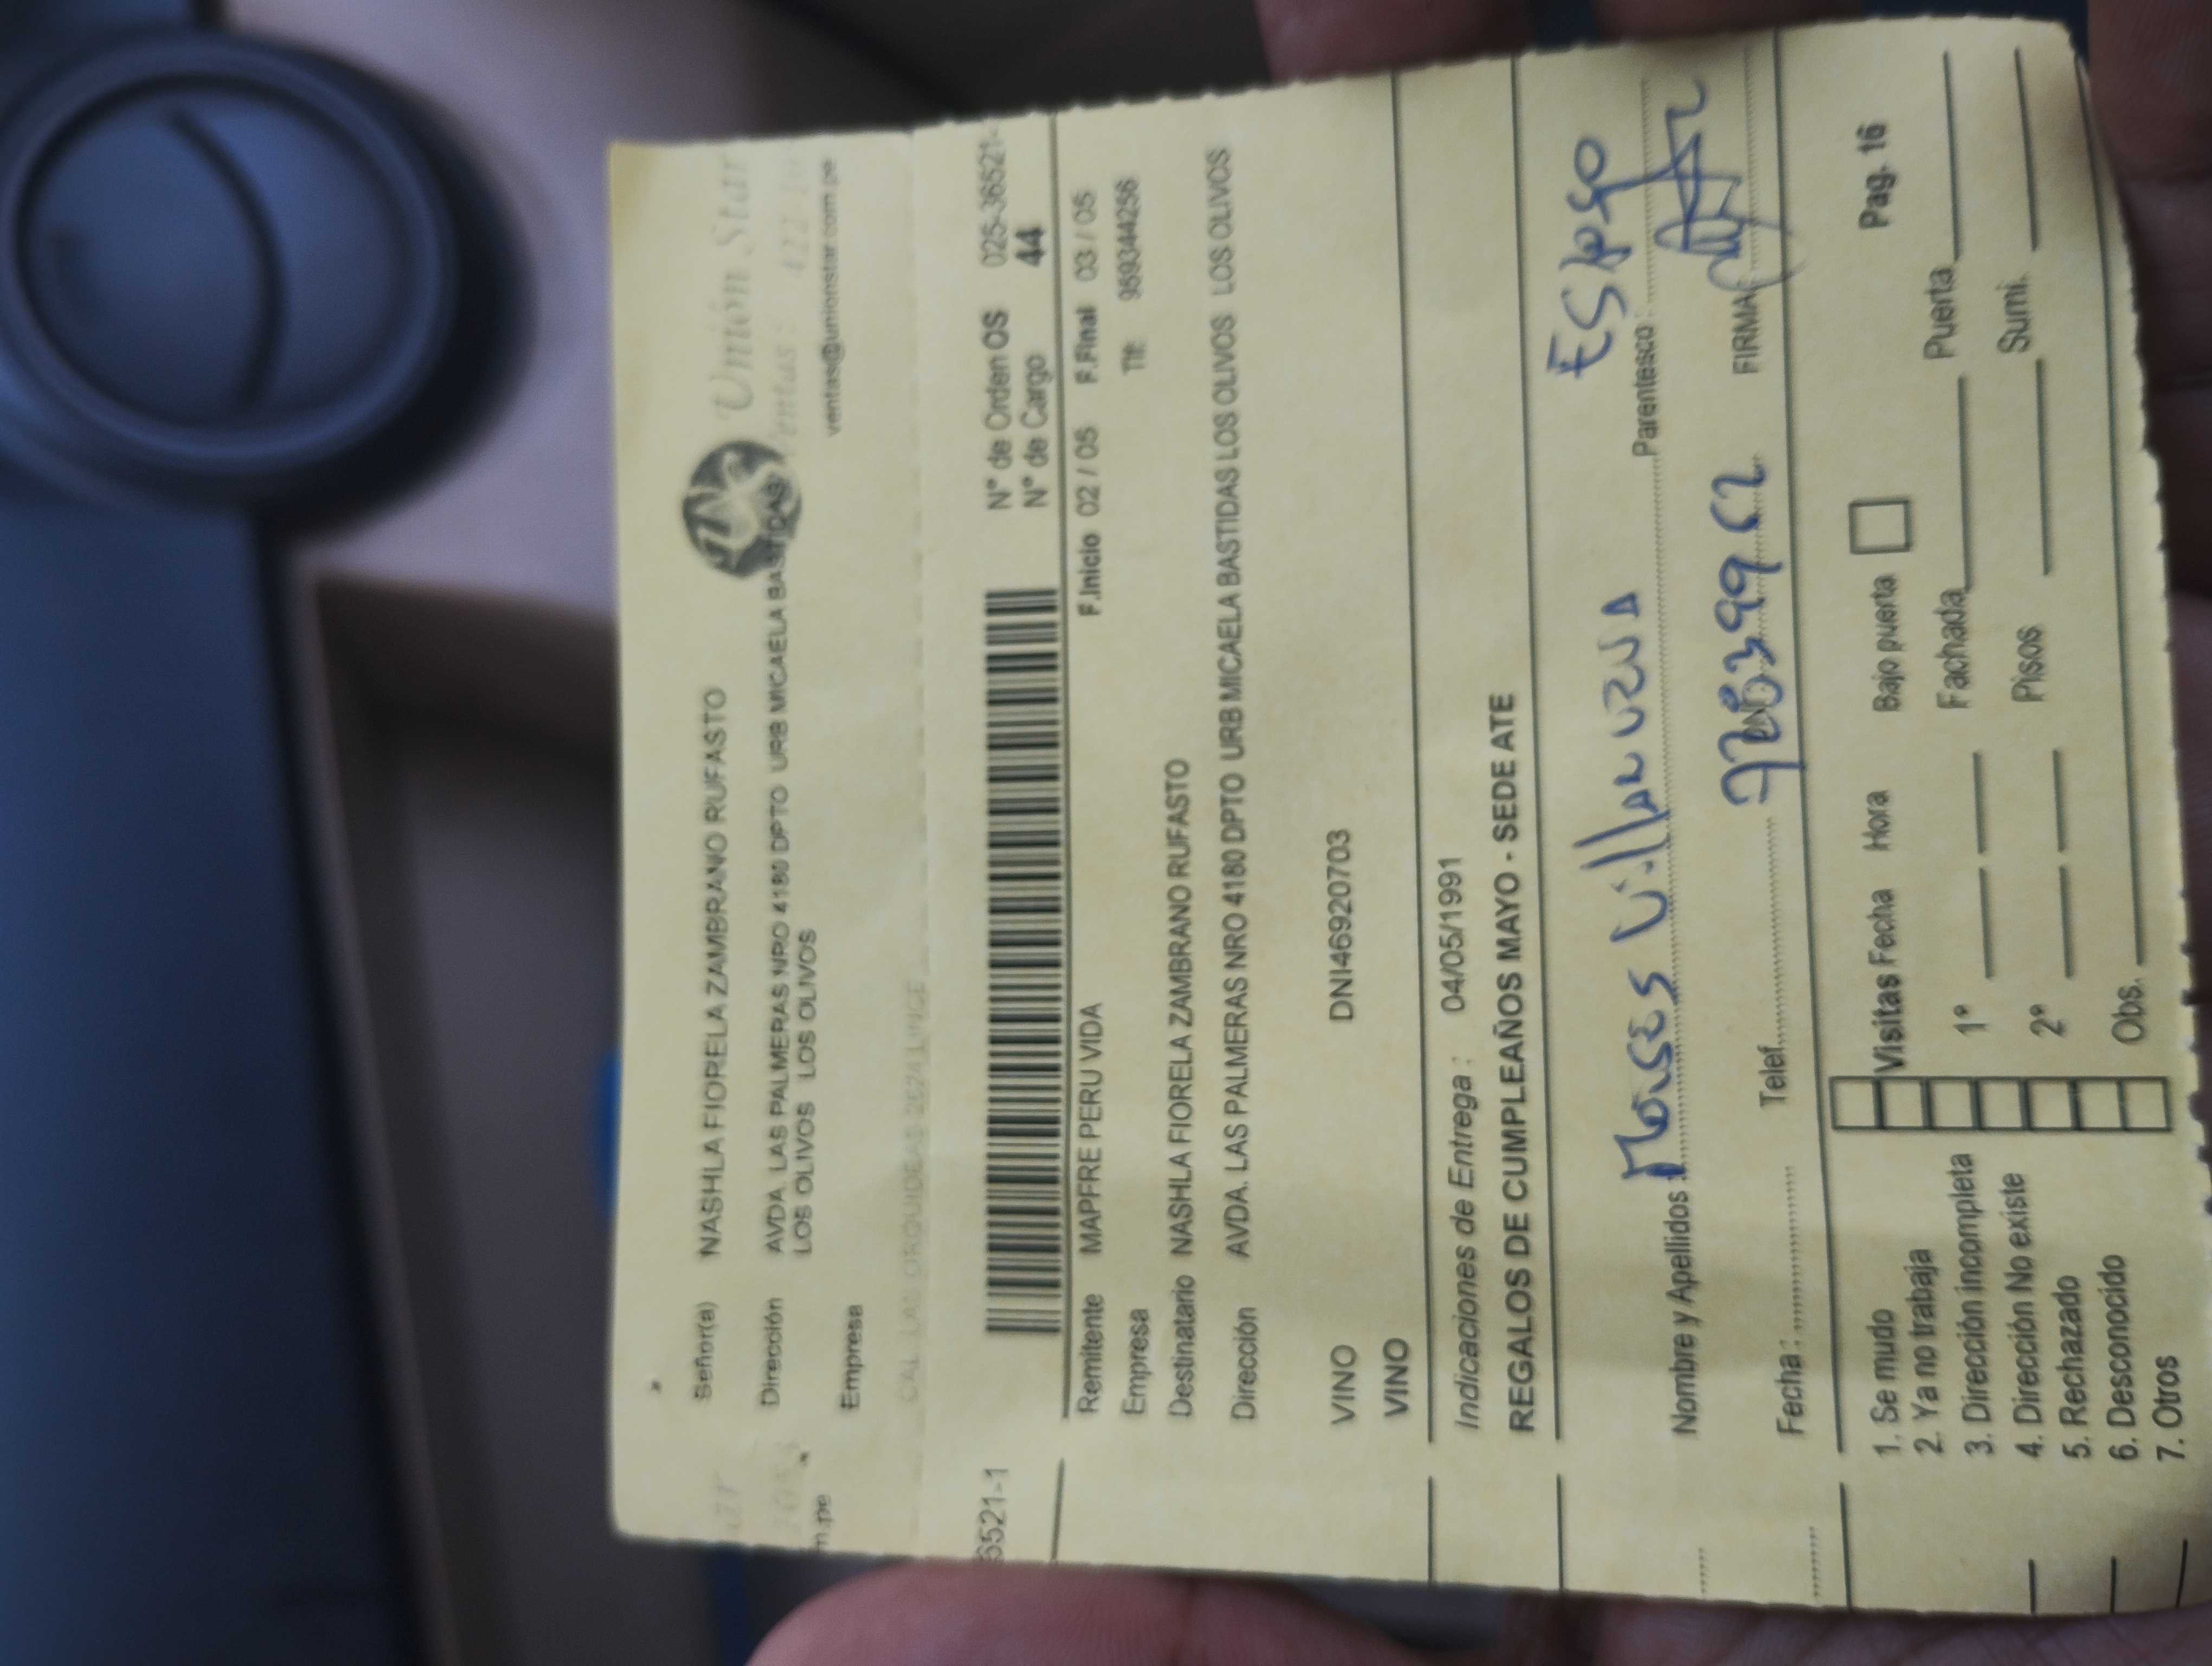 Señor(a) NASHLA FIORELA ZAMBRANO RUFASTO
Unión Star
Dirección AVDA. LAS PALMERAS NRO 4180 DPTO URB MICAELA BASTIDAS
LOS OLIVOS LOS OLIVOS
ventas@unionstar.com.pe
m.pe
Empresa
6521-1
N° de Orden OS 025-36521-
N° de Cargo 44
Remitente MAPFRE PERU VIDA F.Inicio 02 / 05 F.Final 03 / 05
Empresa Tlf: 959344256
Destinatario NASHLA FIORELA ZAMBRANO RUFASTO
Dirección AVDA. LAS PALMERAS NRO 4180 DPTO URB MICAELA BASTIDAS LOS OLIVOS LOS OLIVOS
VINO DNI46920703
VINO
Indicaciones de Entrega : 04/05/1991
REGALOS DE CUMPLEAÑOS MAYO - SEDE ATE
Nombre y Apellidos : Moises Villanueva Parentesco : Esposo
Fecha : Telef. FIRMA:
1. Se mudo
2. Ya no trabaja
3. Dirección incompleta
4. Dirección No existe
5. Rechazado
6. Desconocido
7. Otros
Visitas Fecha Hora Bajo puerta Pag. 16
1º Fachada Puerta
2º Pisos Sumi.
Obs.